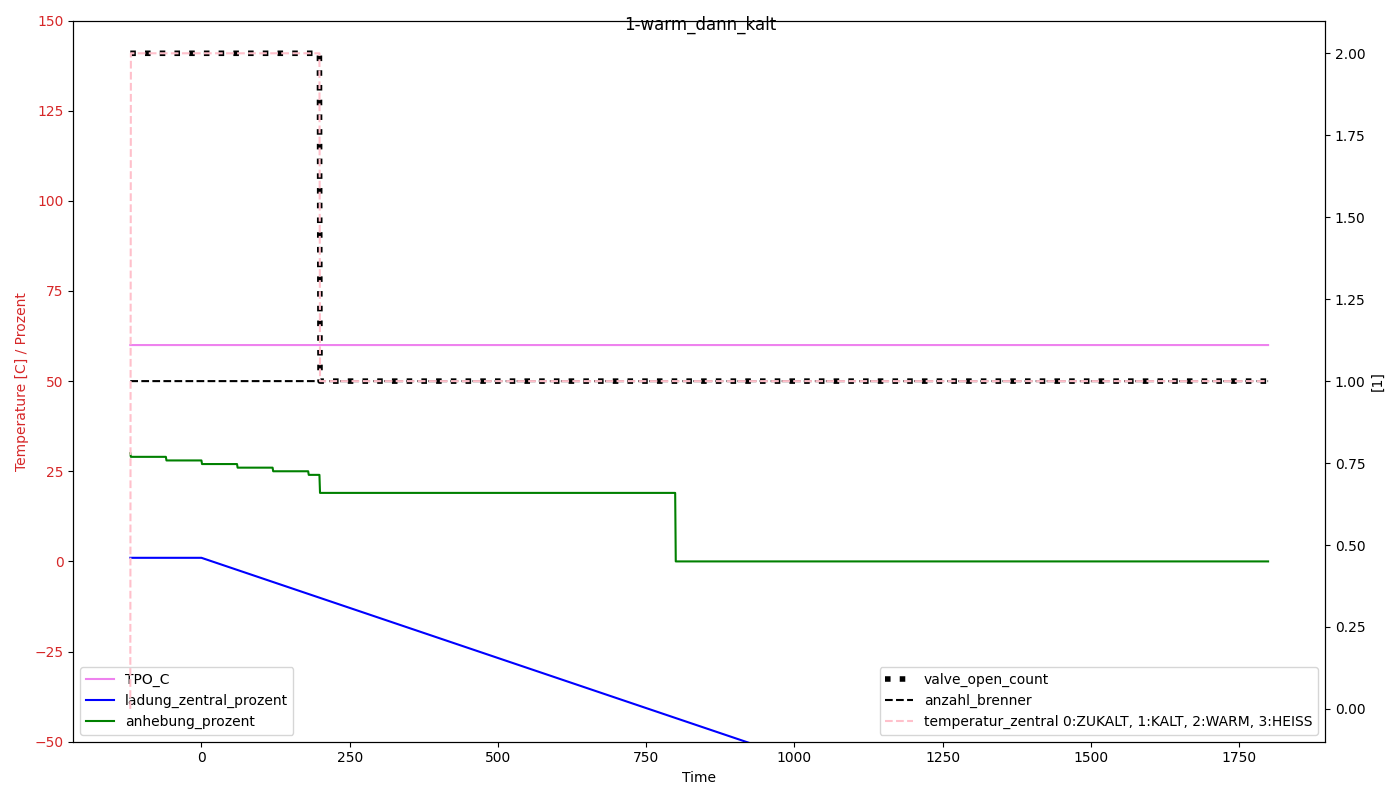 1-warm_dann_kalt
150
125
100
75
50
25
0
−25
−50
Temperature [C] / Prozent
2.00
1.75
1.50
1.25
1.00
0.75
0.50
0.25
0.00
[1]
TPO_C
ladung_zentral_prozent
anhebung_prozent
valve_open_count
anzahl_brenner
temperatur_zentral 0:ZUKALT, 1:KALT, 2:WARM, 3:HEISS
0 250 500 750 1000 1250 1500 1750
Time